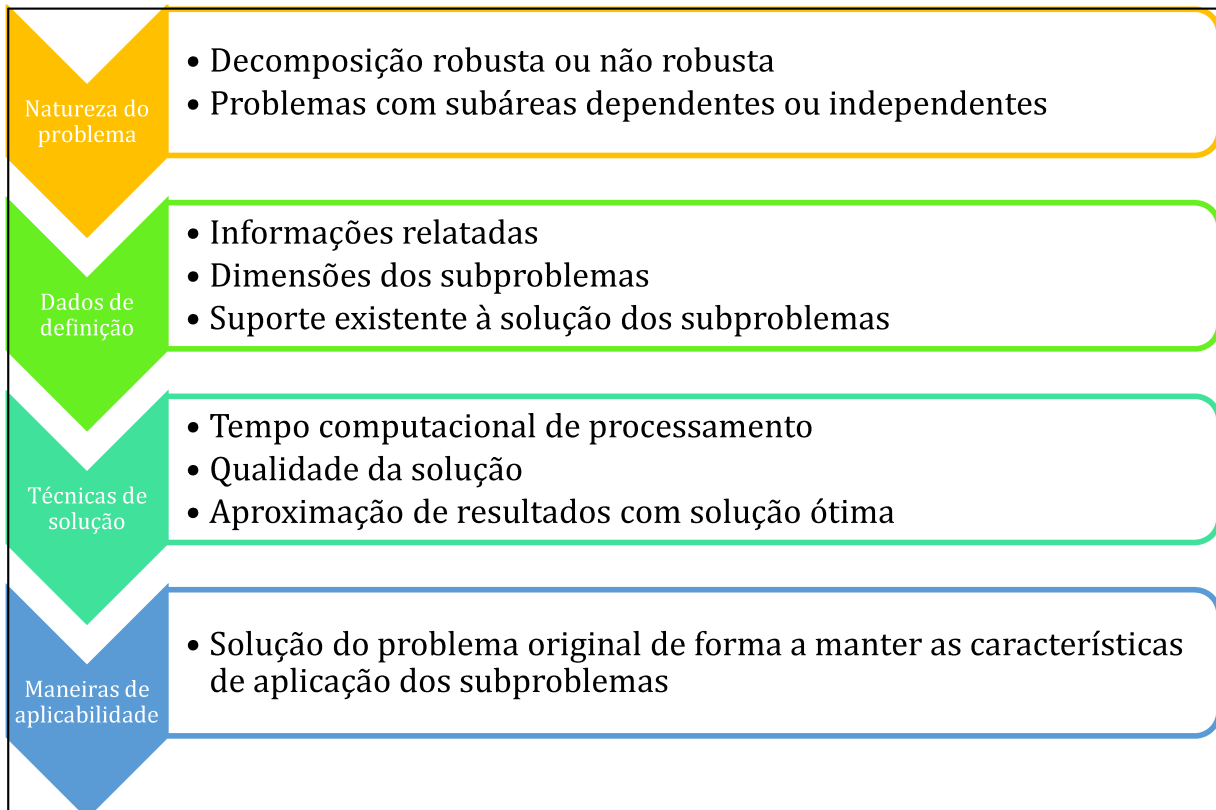 Natureza do
problema
• Decomposição robusta ou não robusta
• Problemas com subáreas dependentes ou independentes
Dados de
definição
• Informações relatadas
• Dimensões dos subproblemas
• Suporte existente à solução dos subproblemas
Técnicas de
solução
• Tempo computacional de processamento
• Qualidade da solução
• Aproximação de resultados com solução ótima
Maneiras de
aplicabilidade
• Solução do problema original de forma a manter as características
de aplicação dos subproblemas